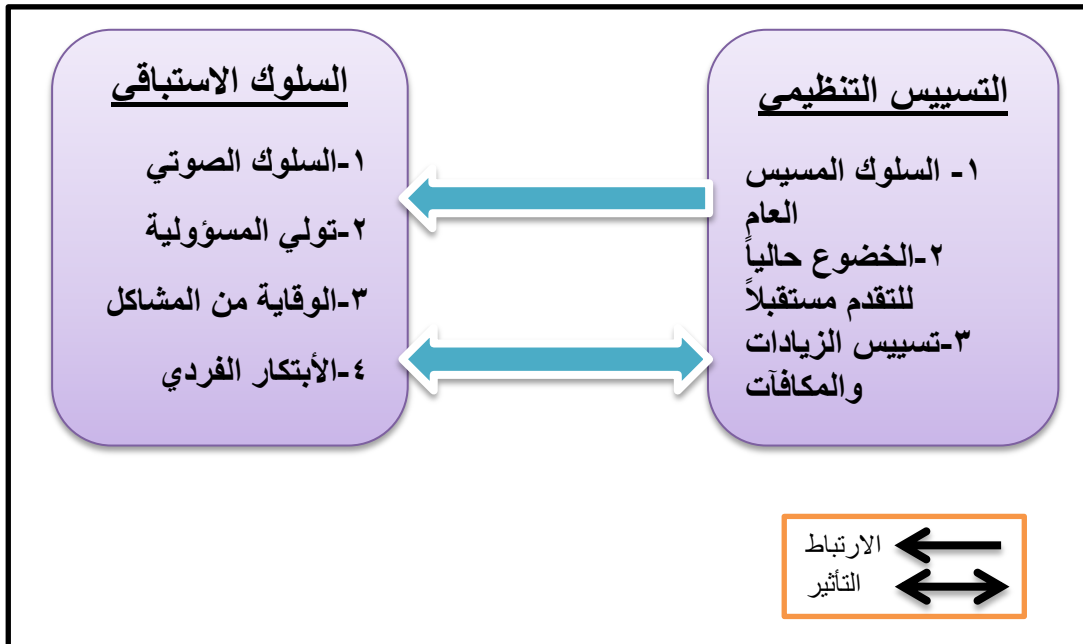 التسييس التنظيمي
١- السلوك المسيس
العام
٢-الخضوع حالياً
للتقدم مستقبلاً
٣-تسييس الزيادات
والمكافآت
السلوك الاستباقي
١-السلوك الصوتي
٢-تولي المسؤولية
٣-الوقاية من المشاكل
٤-الأبتكار الفردي
الارتباط
التأثير